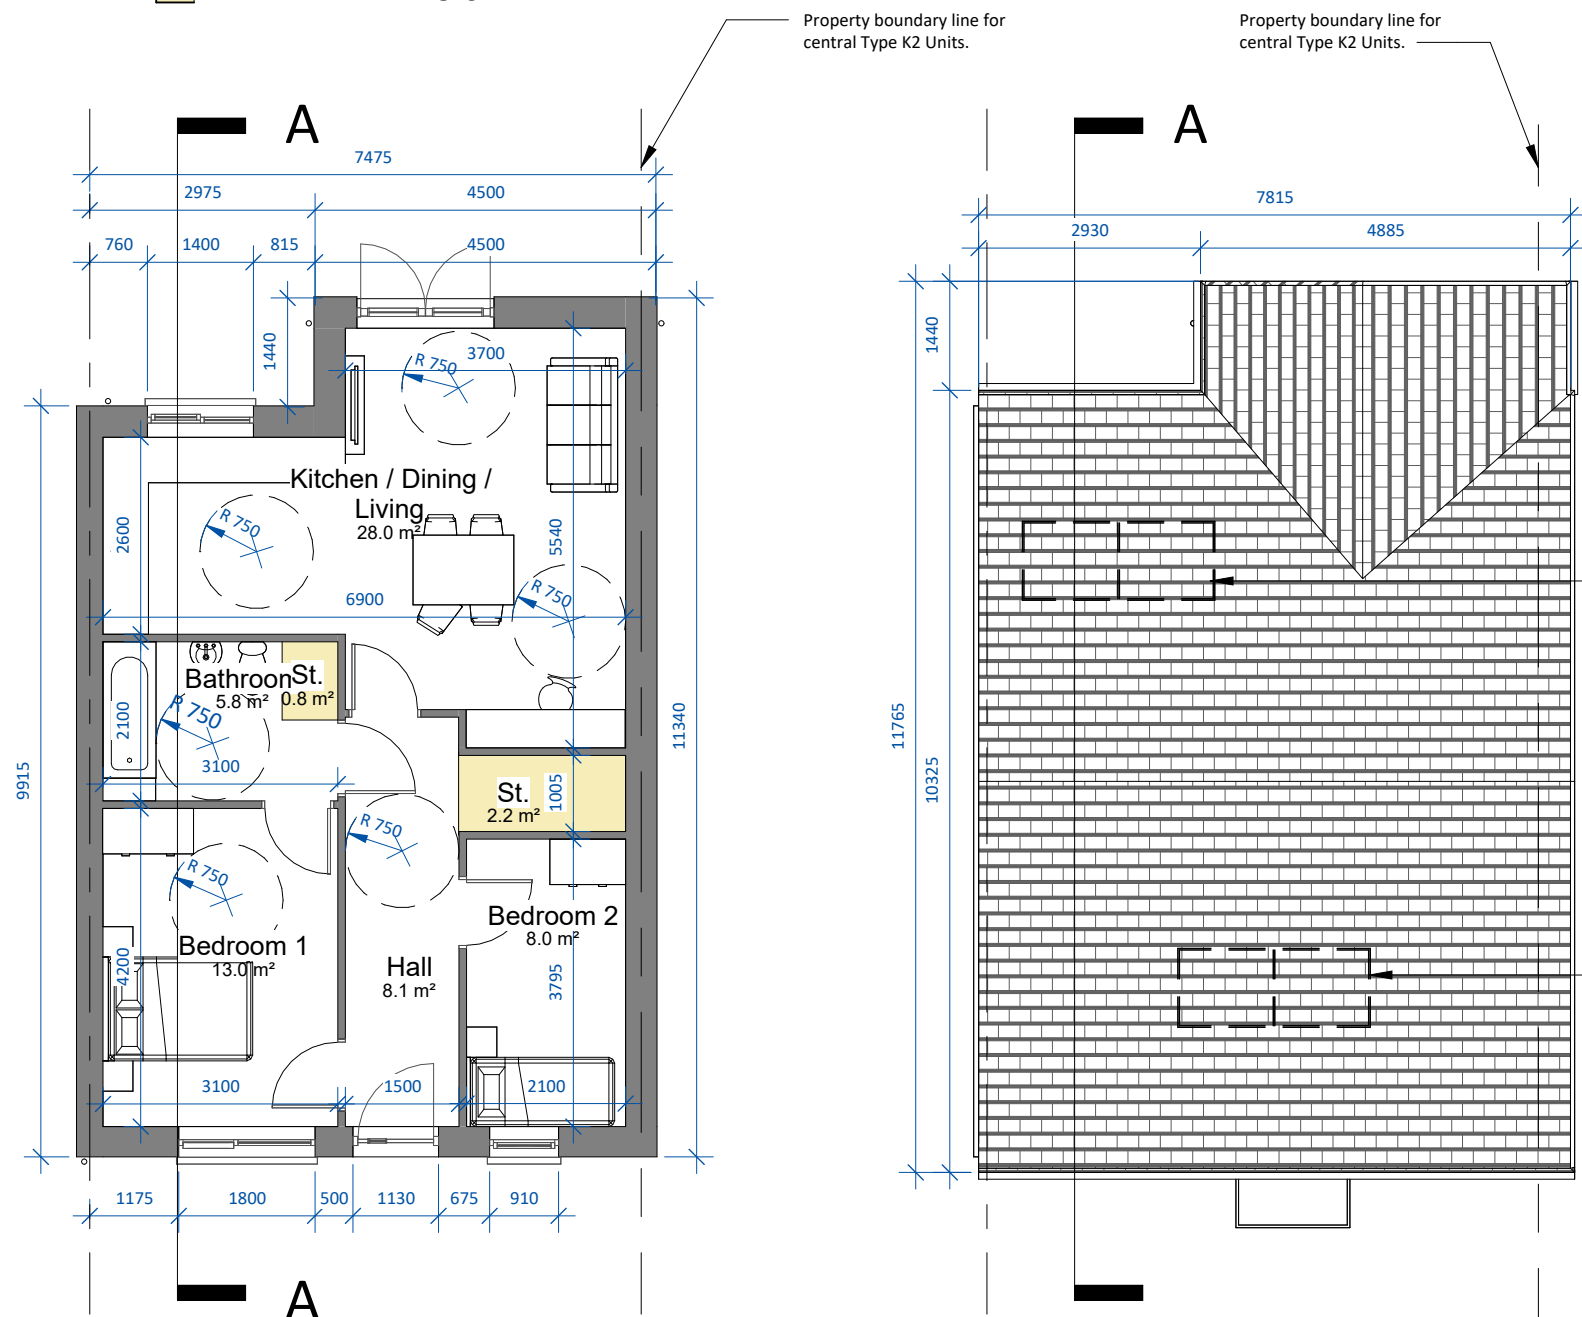 Property boundary line for
central Type K2 Units.
Property boundary line for
central Type K2 Units.
A
A
7475
2975
4500
760
1400
815
4500
7815
2930
4885
1440
1440
R 750
3700
Kitchen / Dining /
Living
28.0 m²
R 750
2600
5540
R 750
6900
Bathroom
5.8 m²
St.
0.8 m²
R 750
2100
3100
11340
11765
10325
9915
St.
2.2 m²
1005
R 750
R 750
Bedroom 1
13.0 m²
4200
Hall
8.1 m²
Bedroom 2
8.0 m²
3795
3100
1500
2100
1175
1800
500
1130
675
910
A